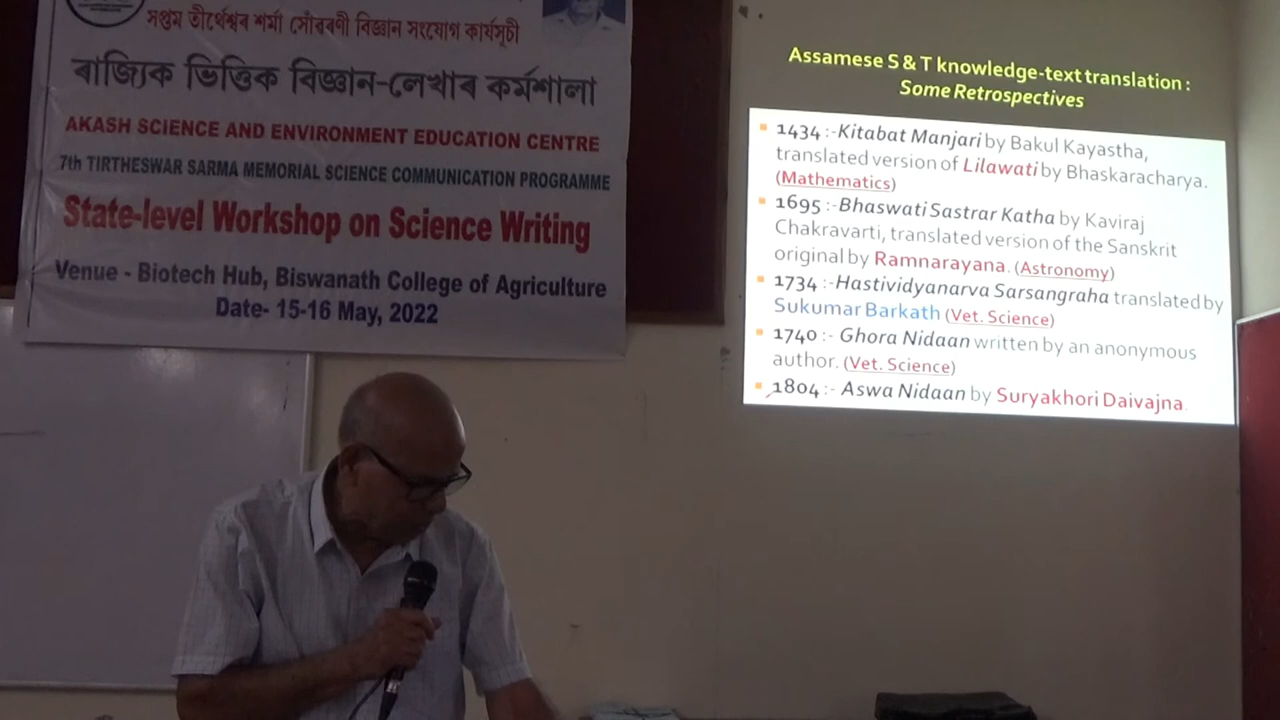 সপ্তম তীৰ্থেশ্বৰ শৰ্মা সোঁৱৰণী বিজ্ঞান সংযোগ কাৰ্যসূচী
ৰাজ্যিক ভিত্তিক বিজ্ঞান-লেখাৰ কৰ্মশালা
AKASH SCIENCE AND ENVIRONMENT EDUCATION CENTRE
7th TIRTHESWAR SARMA MEMORIAL SCIENCE COMMUNICATION PROGRAMME
State-level Workshop on Science Writing
Venue - Biotech Hub, Biswanath College of Agriculture
Date- 15-16 May, 2022
Assamese S & T knowledge-text translation :
Some Retrospectives
1434 :-Kitabat Manjari by Bakul Kayastha,
translated version of Lilawati by Bhaskaracharya.
(Mathematics)
1695 :-Bhaswati Sastrar Katha by Kaviraj
Chakravarti, translated version of the Sanskrit
original by Ramnarayana. (Astronomy)
1734 :-Hastividyanarva Sarsangraha translated by
Sukumar Barkath (Vet. Science)
1740 :- Ghora Nidaan written by an anonymous
author. (Vet. Science)
1804 :- Aswa Nidaan by Suryakhori Daivajna.